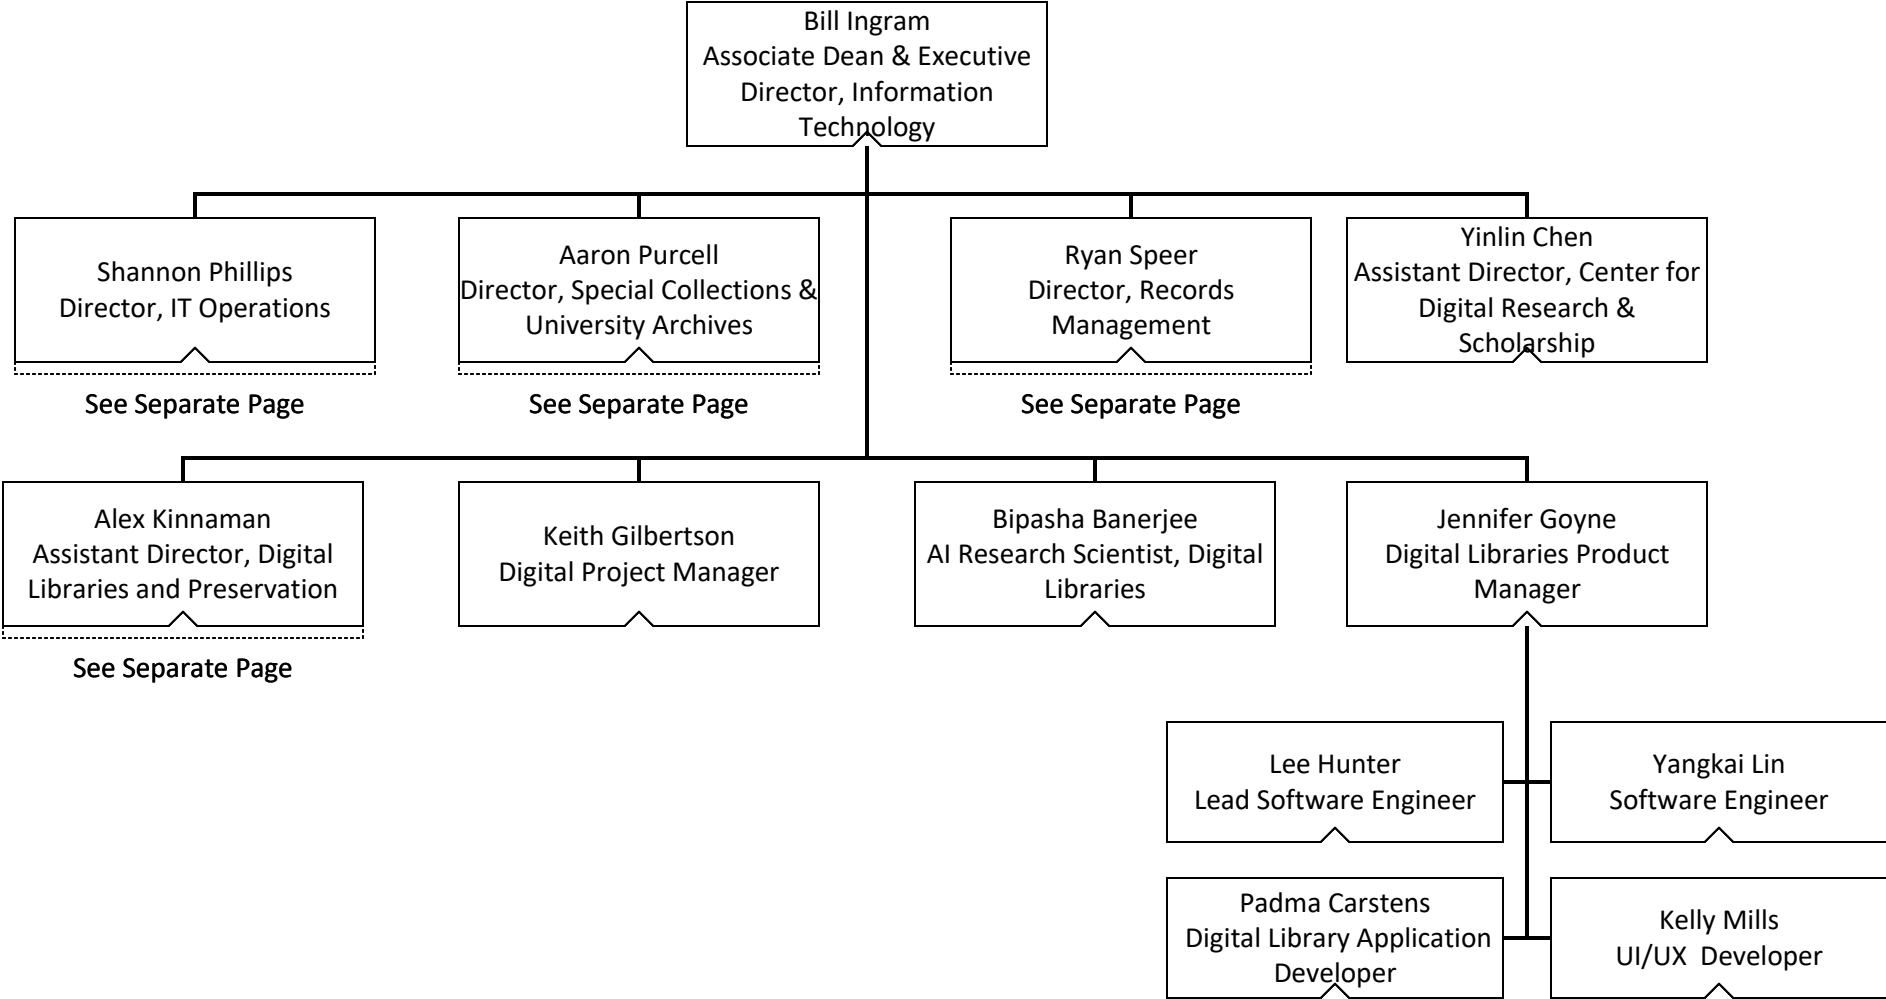 Bill Ingram
Associate Dean & Executive
Director, Information
Technology
Shannon Phillips
Director, IT Operations
See Separate Page
Aaron Purcell
Director, Special Collections &
University Archives
See Separate Page
Ryan Speer
Director, Records
Management
See Separate Page
Yinlin Chen
Assistant Director, Center for
Digital Research &
Scholarship
Alex Kinnaman
Assistant Director, Digital
Libraries and Preservation
See Separate Page
Keith Gilbertson
Digital Project Manager
Bipasha Banerjee
AI Research Scientist, Digital
Libraries
Jennifer Goyne
Digital Libraries Product
Manager
Lee Hunter
Lead Software Engineer
Yangkai Lin
Software Engineer
Padma Carstens
Digital Library Application
Developer
Kelly Mills
UI/UX  Developer